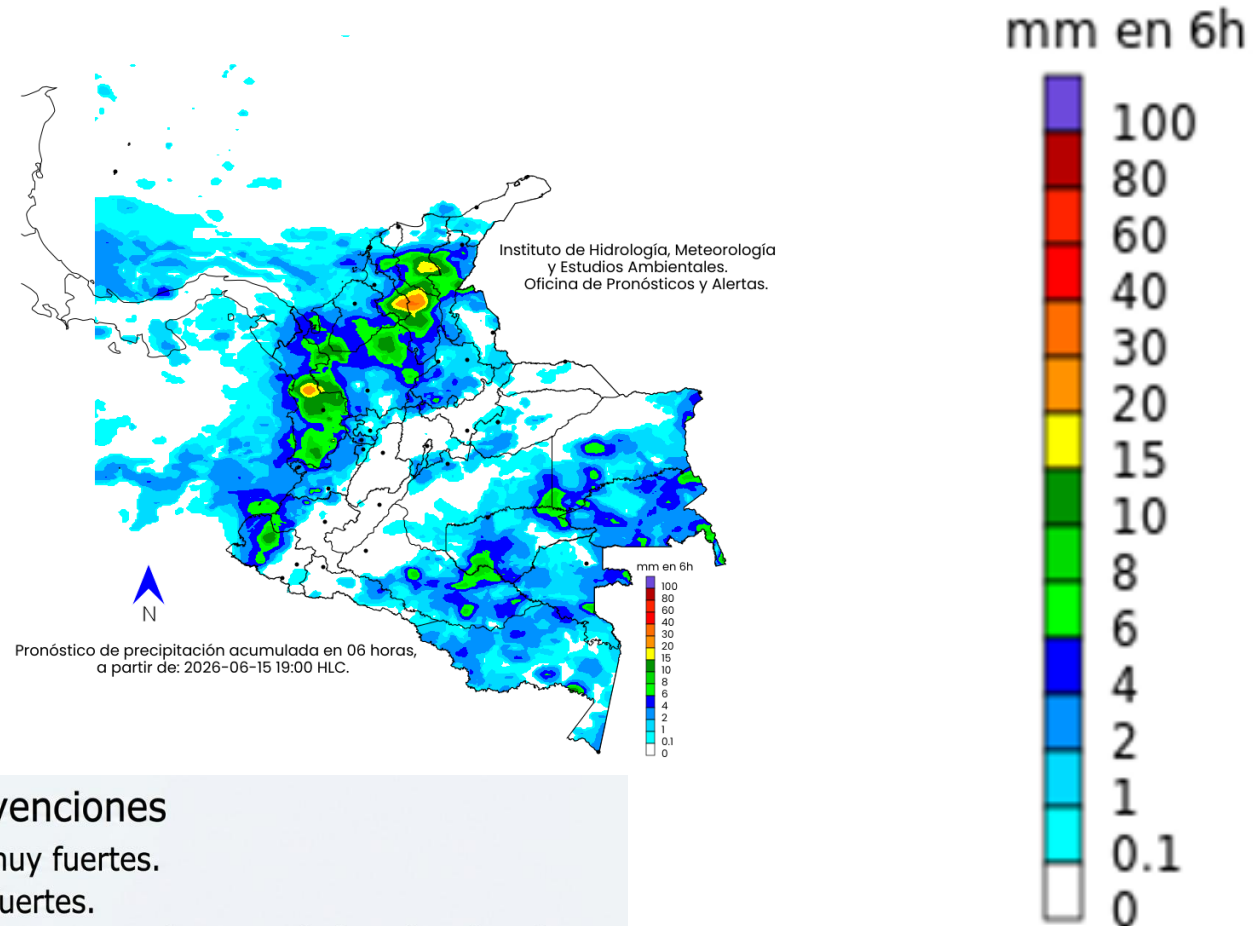 mm en 6h
100
80
60
40
30
20
15
10
8
6
4
2
1
0.1
0
Instituto de Hidrología, Meteorología
y Estudios Ambientales.
Oficina de Pronósticos y Alertas.
mm en 6h
100
80
60
40
30
20
15
10
8
6
4
2
1
0.1
0
N
Pronóstico de precipitación acumulada en 06 horas,
a partir de: 2026-06-15 19:00 HLC.
venciones
uy fuertes.
uertes.